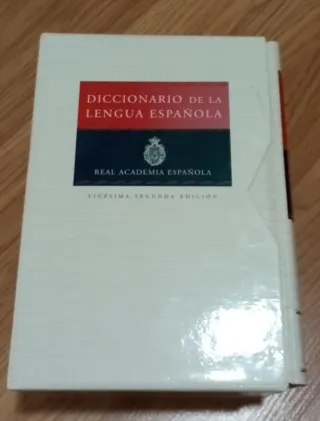 DICCIONARIO DE LA
LENGUA ESPAÑOLA
REAL ACADEMIA ESPAÑOLA
VIGÉSIMA SEGUNDA EDICIÓN